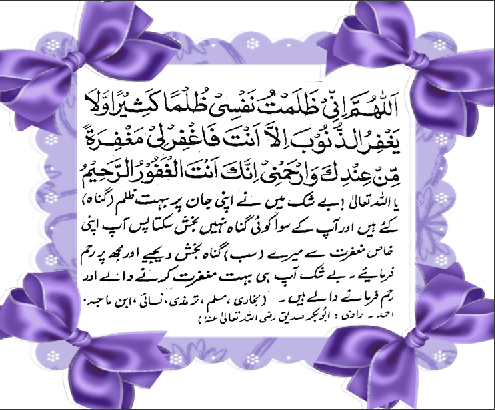 اَللّٰهُمَّ اِنِّیْ ظَلَمْتُ نَفْسِیْ ظُلْمًا كَثِیْرًا وَّلَا
یَغْفِرُ الذُّنُوْبَ اِلَّا اَنْتَ فَاغْفِرْ لِیْ مَغْفِرَةً
مِّنْ عِنْدِكَ وَارْحَمْنِیْ اِنَّكَ اَنْتَ الْغَفُوْرُ الرَّحِیْمُ
یا اللہ تعالیٰ! بے شک میں نے اپنی جان پر بہت ظلم (گناہ)
کئے ہیں اور آپ کے سوا کوئی گناہ نہیں بخش سکتا پس آپ اپنی
خاص مغفرت سے میرے (سب) گناہ بخش دیجیے اور مجھ پر رحم
فرمایئے۔ بے شک آپ ہی بہت مغفرت کرنے والے اور
رحم فرمانے والے ہیں۔ (بخاری، مسلم، ترمذی، نسائی، ابن ماجہ،
احمد۔ راوی: ابوبکر صدیق رضی اللہ تعالیٰ عنہ)